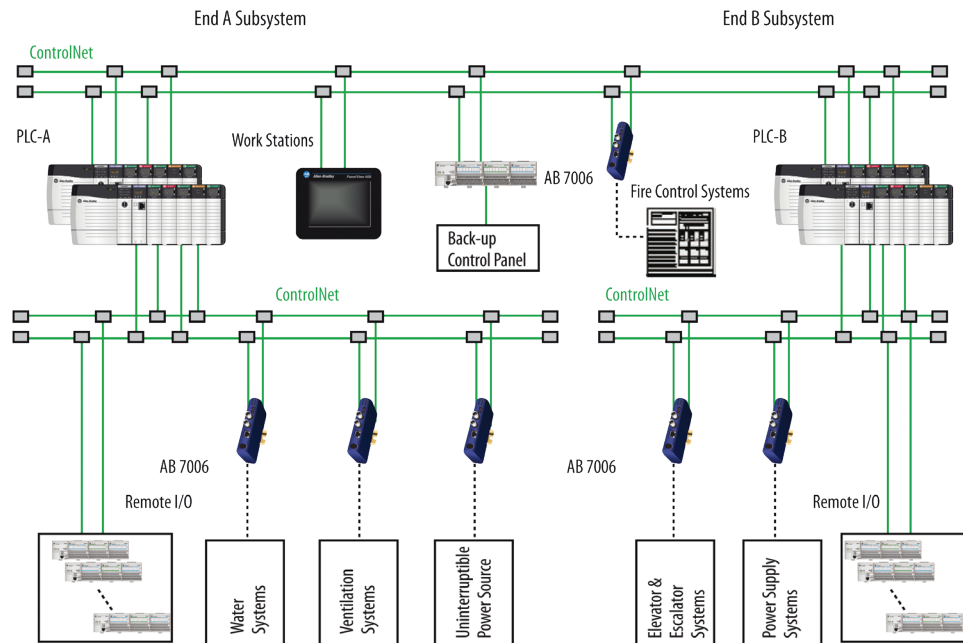 End A Subsystem
End B Subsystem
ControlNet
PLC-A
Work Stations
AB 7006
Fire Control Systems
PLC-B
Allen-Bradley
Back-up
Control Panel
ControlNet
ControlNet
AB 7006
AB 7006
Remote I/O
Remote I/O
Water
Systems
Ventilation
Systems
Uninterruptible
Power Source
Elevator &
Escalator
Systems
Power Supply
Systems